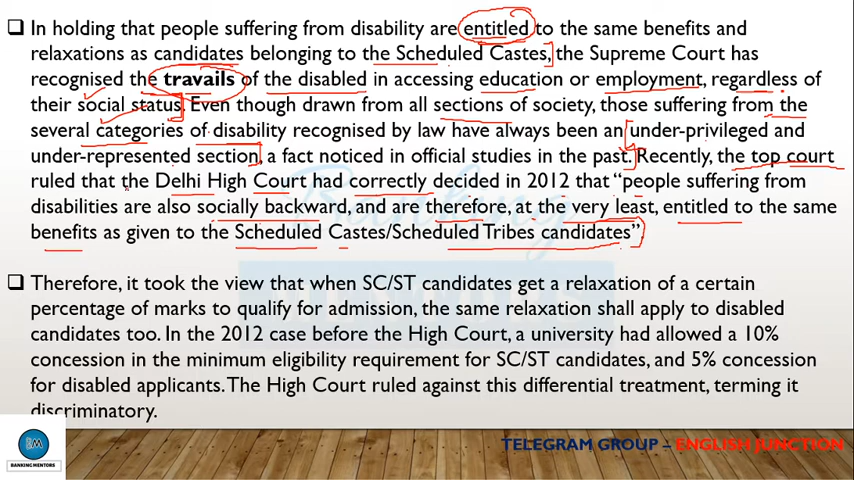 In holding that people suffering from disability are entitled to the same benefits and
relaxations as candidates belonging to the Scheduled Castes, the Supreme Court has
recognised the travails of the disabled in accessing education or employment, regardless of
their social status. Even though drawn from all sections of society, those suffering from the
several categories of disability recognised by law have always been an under-privileged and
under-represented section, a fact noticed in official studies in the past. Recently, the top court
ruled that the Delhi High Court had correctly decided in 2012 that “people suffering from
disabilities are also socially backward, and are therefore, at the very least, entitled to the same
benefits as given to the Scheduled Castes/Scheduled Tribes candidates”
Therefore, it took the view that when SC/ST candidates get a relaxation of a certain
percentage of marks to qualify for admission, the same relaxation shall apply to disabled
candidates too. In the 2012 case before the High Court, a university had allowed a 10%
concession in the minimum eligibility requirement for SC/ST candidates, and 5% concession
for disabled applicants. The High Court ruled against this differential treatment, terming it
discriminatory.
BM
BANKING MENTORS
TELEGRAM GROUP – ENGLISH JUNCTION
Banking